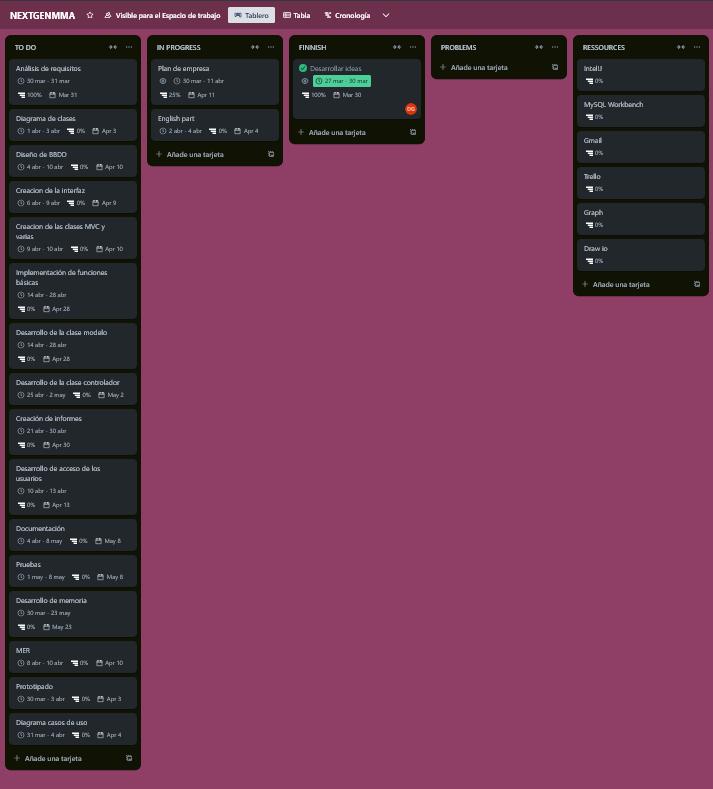 NEXTGENMMA Visible para el Espacio de trabajo Tablero Tabla Cronología
TO DO
Análisis de requisitos
30 mar - 31 mar
100% Mar 31
Diagrama de clases
1 abr - 3 abr 0% Apr 3
Diseño de BBDD
4 abr - 10 abr 0% Apr 10
Creacion de la interfaz
6 abr - 9 abr 0% Apr 9
Creacion de las clases MVC y
varias
9 abr - 10 abr 0% Apr 10
Implementación de funciones
básicas
14 abr - 28 abr
0% Apr 28
Desarrollo de la clase modelo
14 abr - 28 abr
0% Apr 28
Desarrollo de la clase controlador
25 abr - 2 may 0% May 2
Creación de informes
21 abr - 30 abr
0% Apr 30
Desarrollo de acceso de los
usuarios
10 abr - 13 abr
0% Apr 13
Documentación
4 abr - 8 may 0% May 8
Pruebas
1 may - 8 may 0% May 8
Desarrollo de memoria
30 mar - 23 may
0% May 23
MER
8 abr - 10 abr 0% Apr 10
Prototipado
30 mar - 3 abr 0% Apr 3
Diagrama casos de uso
31 mar - 4 abr 0% Apr 4
Añade una tarjeta
IN PROGRESS
Plan de empresa
30 mar - 11 abr
25% Apr 11
English part
2 abr - 4 abr 0% Apr 4
Añade una tarjeta
FINNISH
Desarrollar ideas
27 mar - 30 mar
100% Mar 30
DG
Añade una tarjeta
PROBLEMS
Añade una tarjeta
RESSOURCES
IntelIJ
0%
MySQL Workbench
0%
Gmail
0%
Trello
0%
Graph
0%
Draw io
0%
Añade una tarjeta